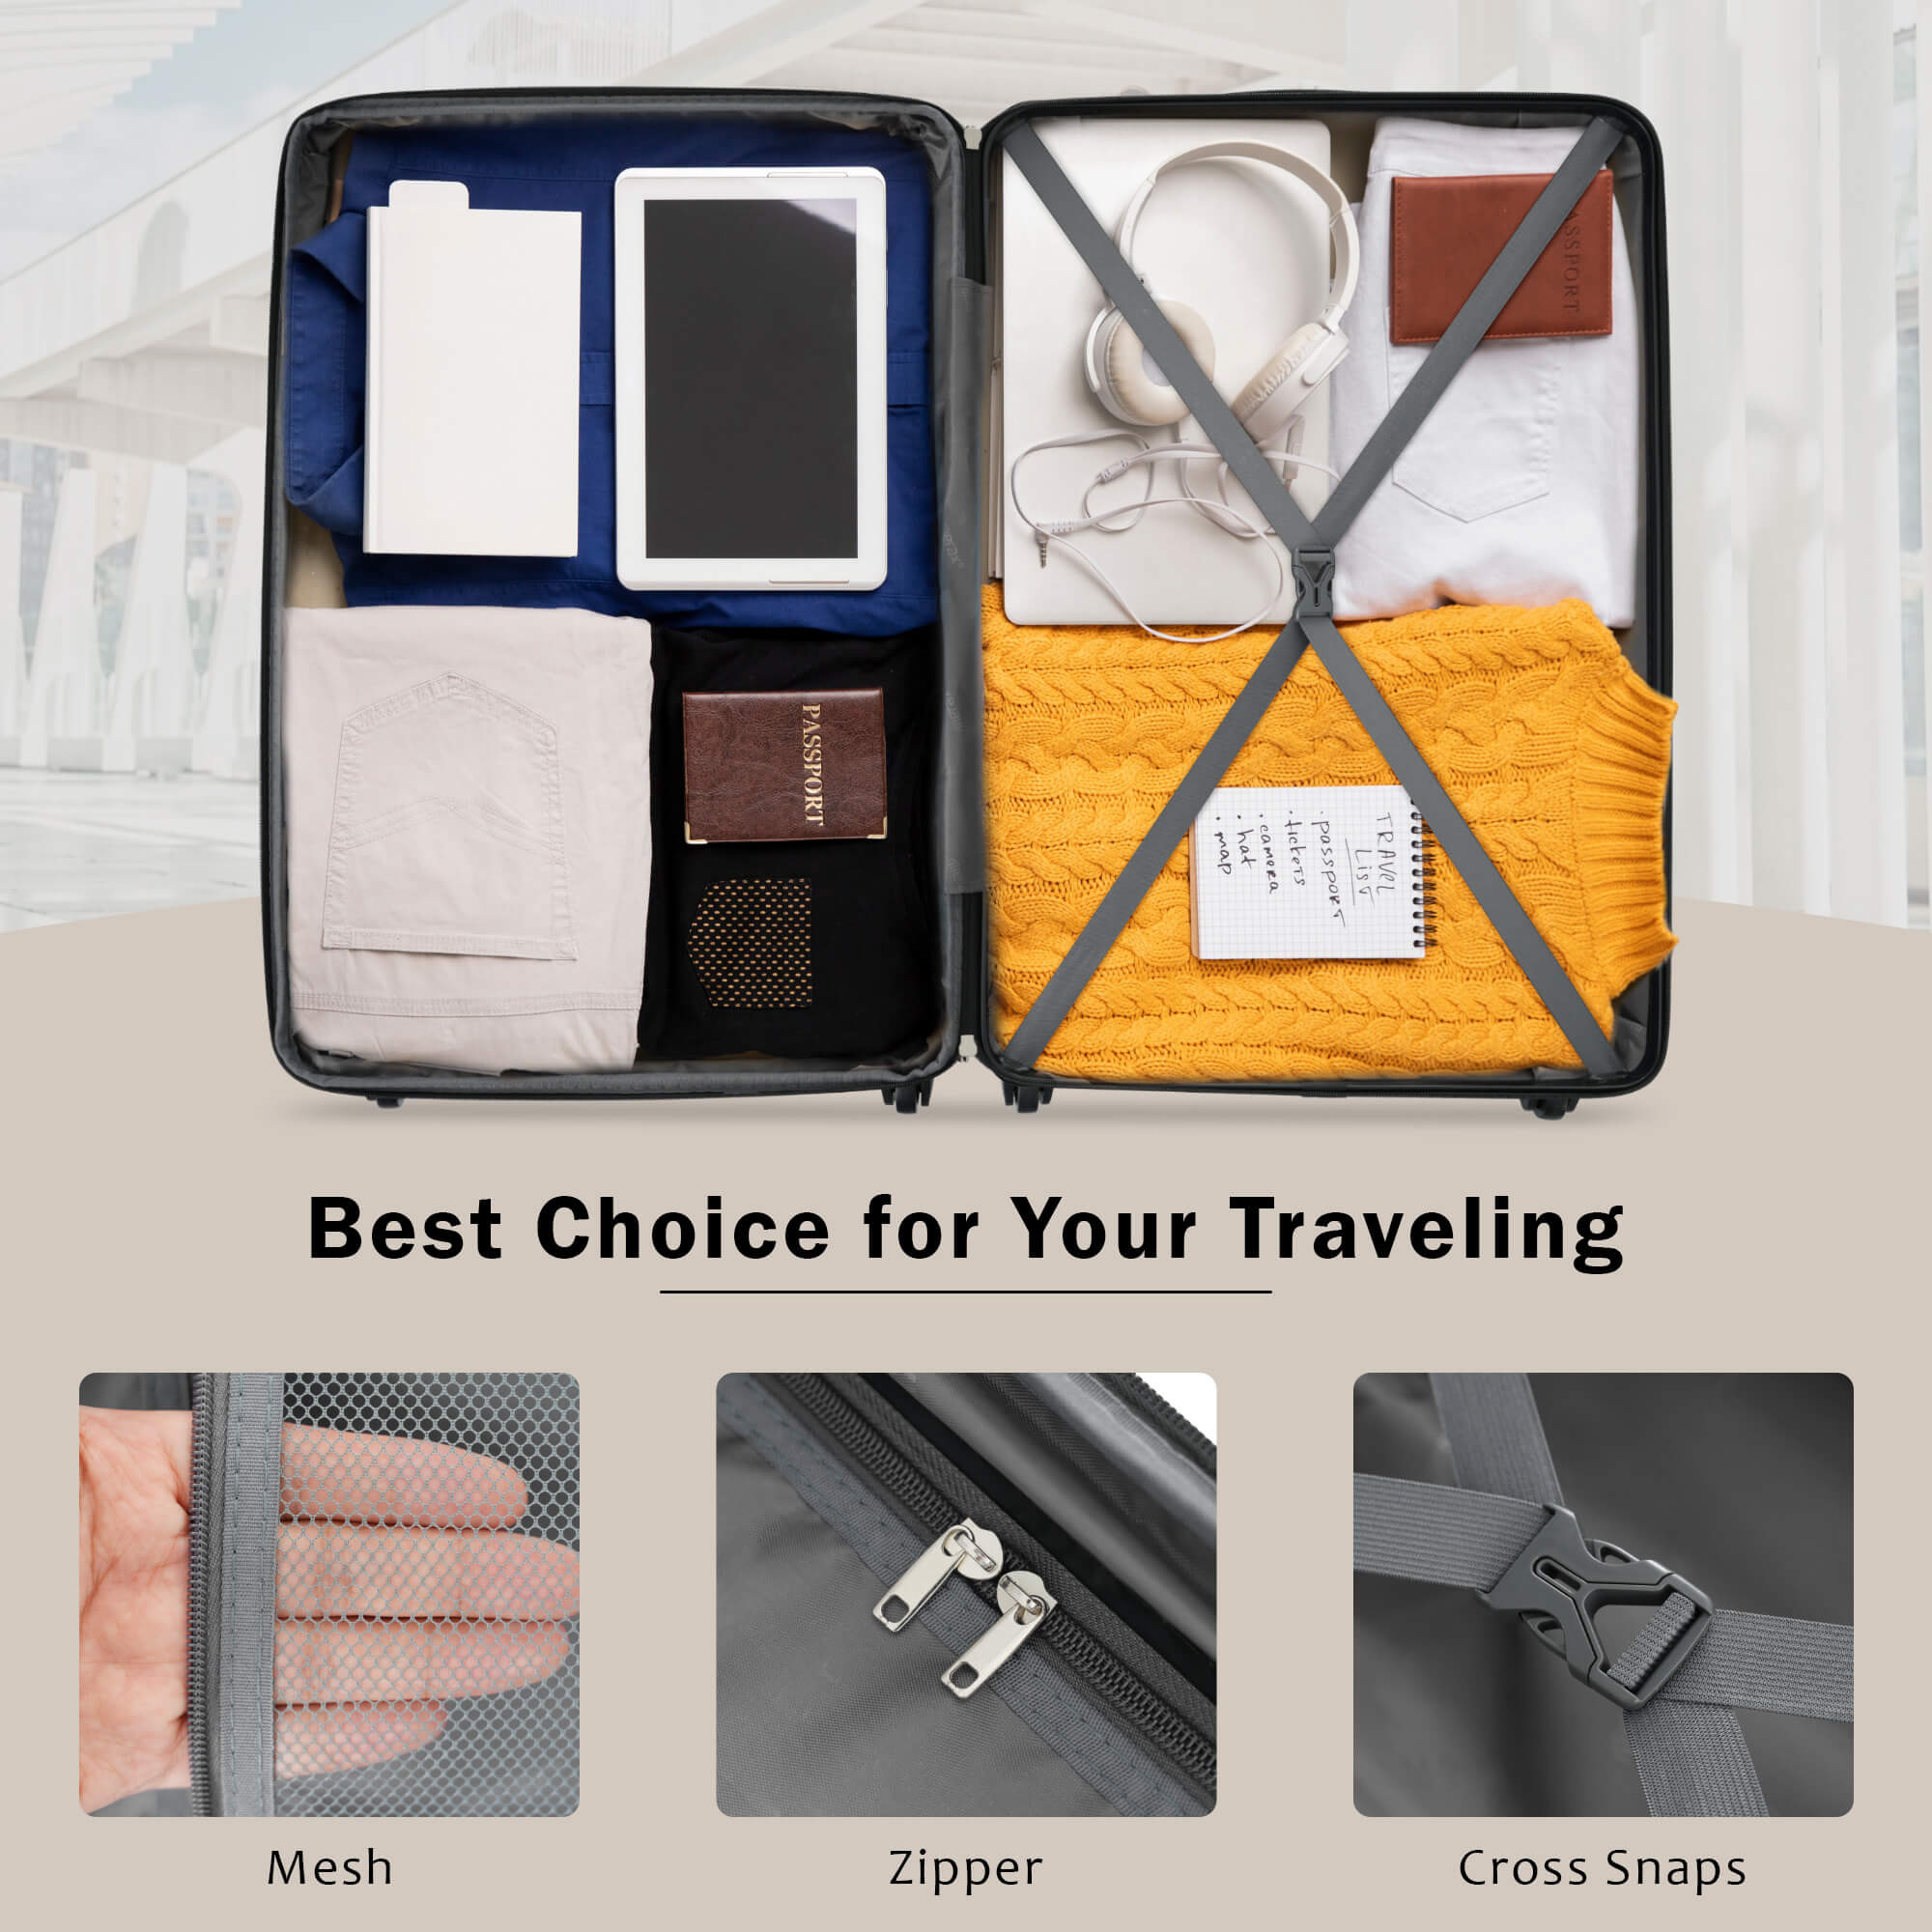 PASSPORT
PASSPORT
TRAVEL
LIST
· passport
· tickets
· camera
· hat
· map
Best Choice for Your Traveling
Mesh
Zipper
Cross Snaps